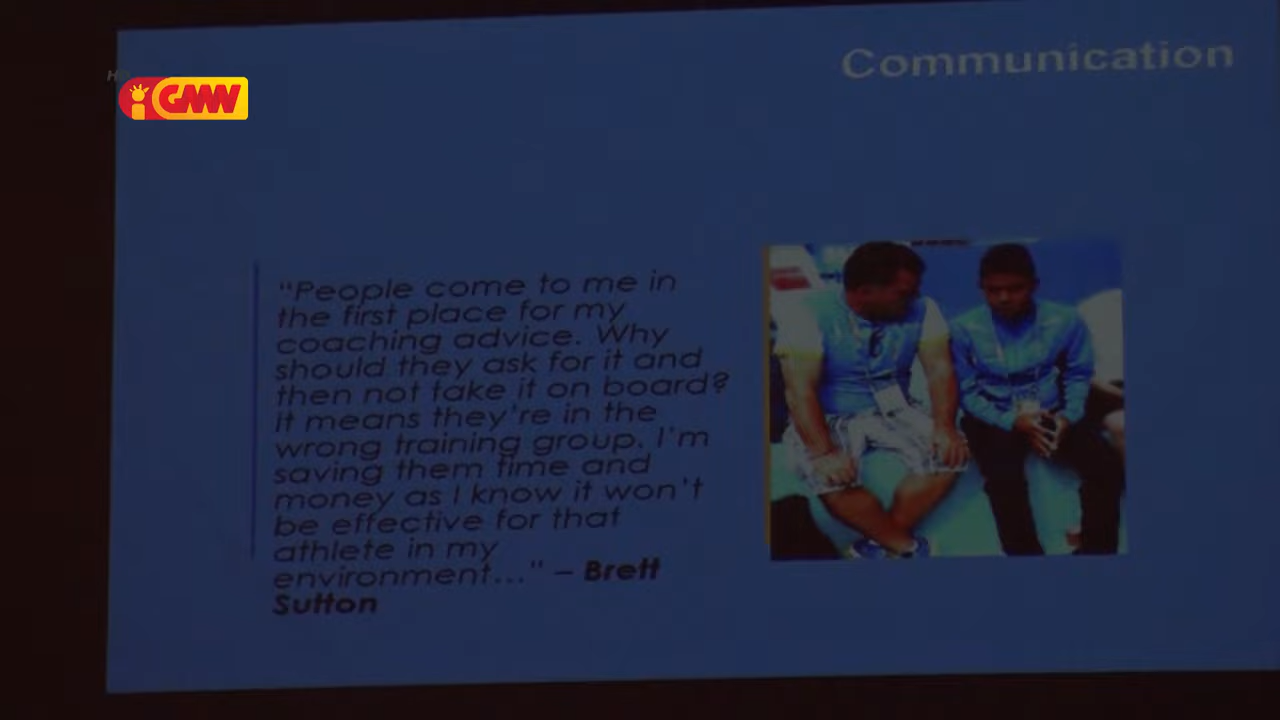 Communication
iGMW
"People come to me in
the first place for my
coaching advice. Why
should they ask for it and
then not take it on board?
It means they're in the
wrong training group. I'm
saving them time and
money as I know it won't
be effective for that
athlete in my
environment..." – Brett
Sutton